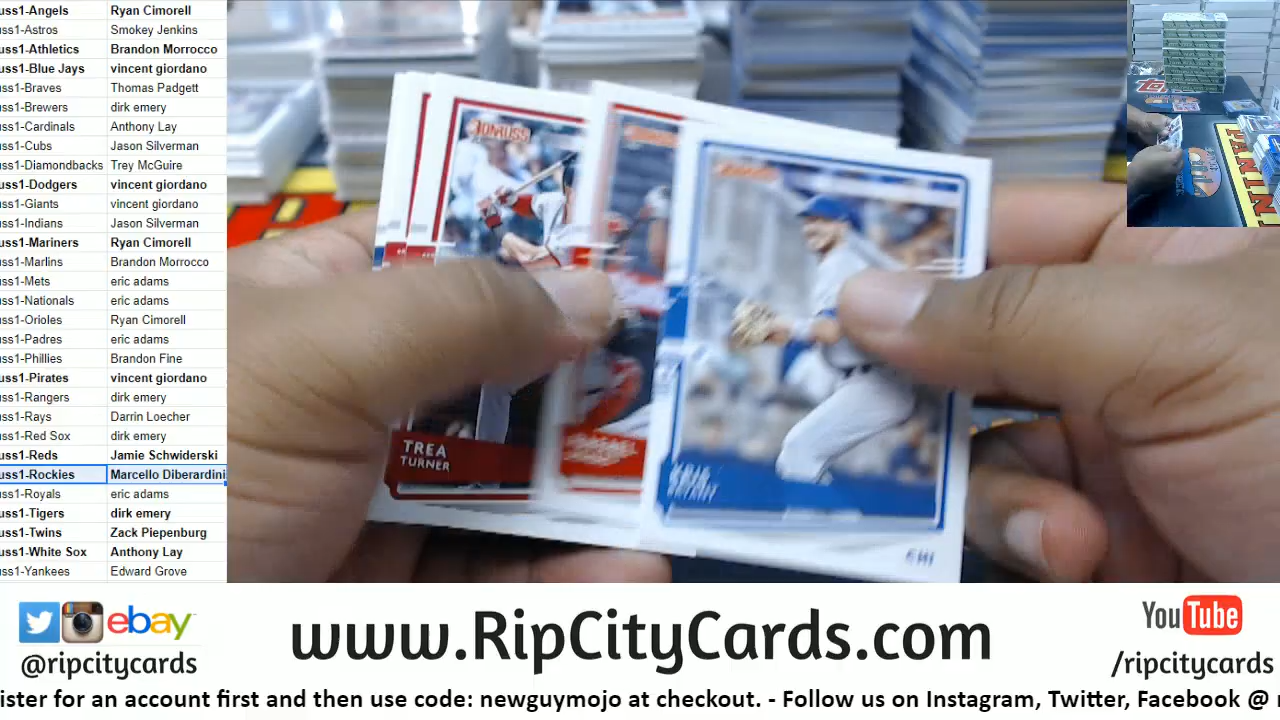 uss1-Angels Ryan Cimorell
uss1-Astros Smokey Jenkins
uss1-Athletics Brandon Morrocco
uss1-Blue Jays vincent giordano
uss1-Braves Thomas Padgett
uss1-Brewers dirk emery
uss1-Cardinals Anthony Lay
uss1-Cubs Jason Silverman
uss1-Diamondbacks Trey McGuire
uss1-Dodgers vincent giordano
uss1-Giants vincent giordano
uss1-Indians Jason Silverman
uss1-Mariners Ryan Cimorell
uss1-Marlins Brandon Morrocco
uss1-Mets eric adams
uss1-Nationals eric adams
uss1-Orioles Ryan Cimorell
uss1-Padres eric adams
uss1-Phillies Brandon Fine
uss1-Pirates vincent giordano
uss1-Rangers dirk emery
uss1-Rays Darrin Loecher
uss1-Red Sox dirk emery
uss1-Reds Jamie Schwiderski
uss1-Rockies Marcello Diberardini
uss1-Royals eric adams
uss1-Tigers dirk emery
uss1-Twins Zack Piepenburg
uss1-White Sox Anthony Lay
uss1-Yankees Edward Grove
DONRUSS
TREA
TURNER
KRIS
BRYANT
CHI
PANINI
ebay
@ripcitycards
www.RipCityCards.com
YouTube
/ripcitycards
ister for an account first and then use code: newguymojo at checkout. - Follow us on Instagram, Twitter, Facebook @